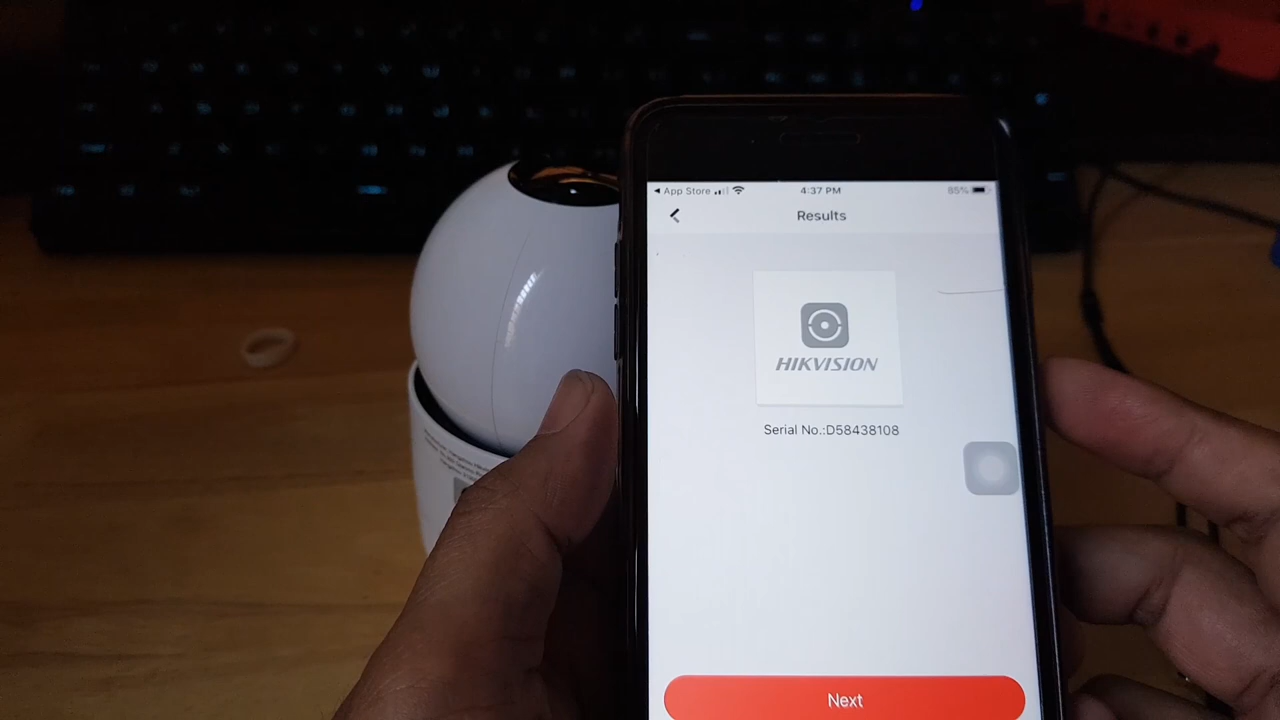 App Store
4:37 PM
85%
Results
HIKVISION
Serial No.:D58438108
Next